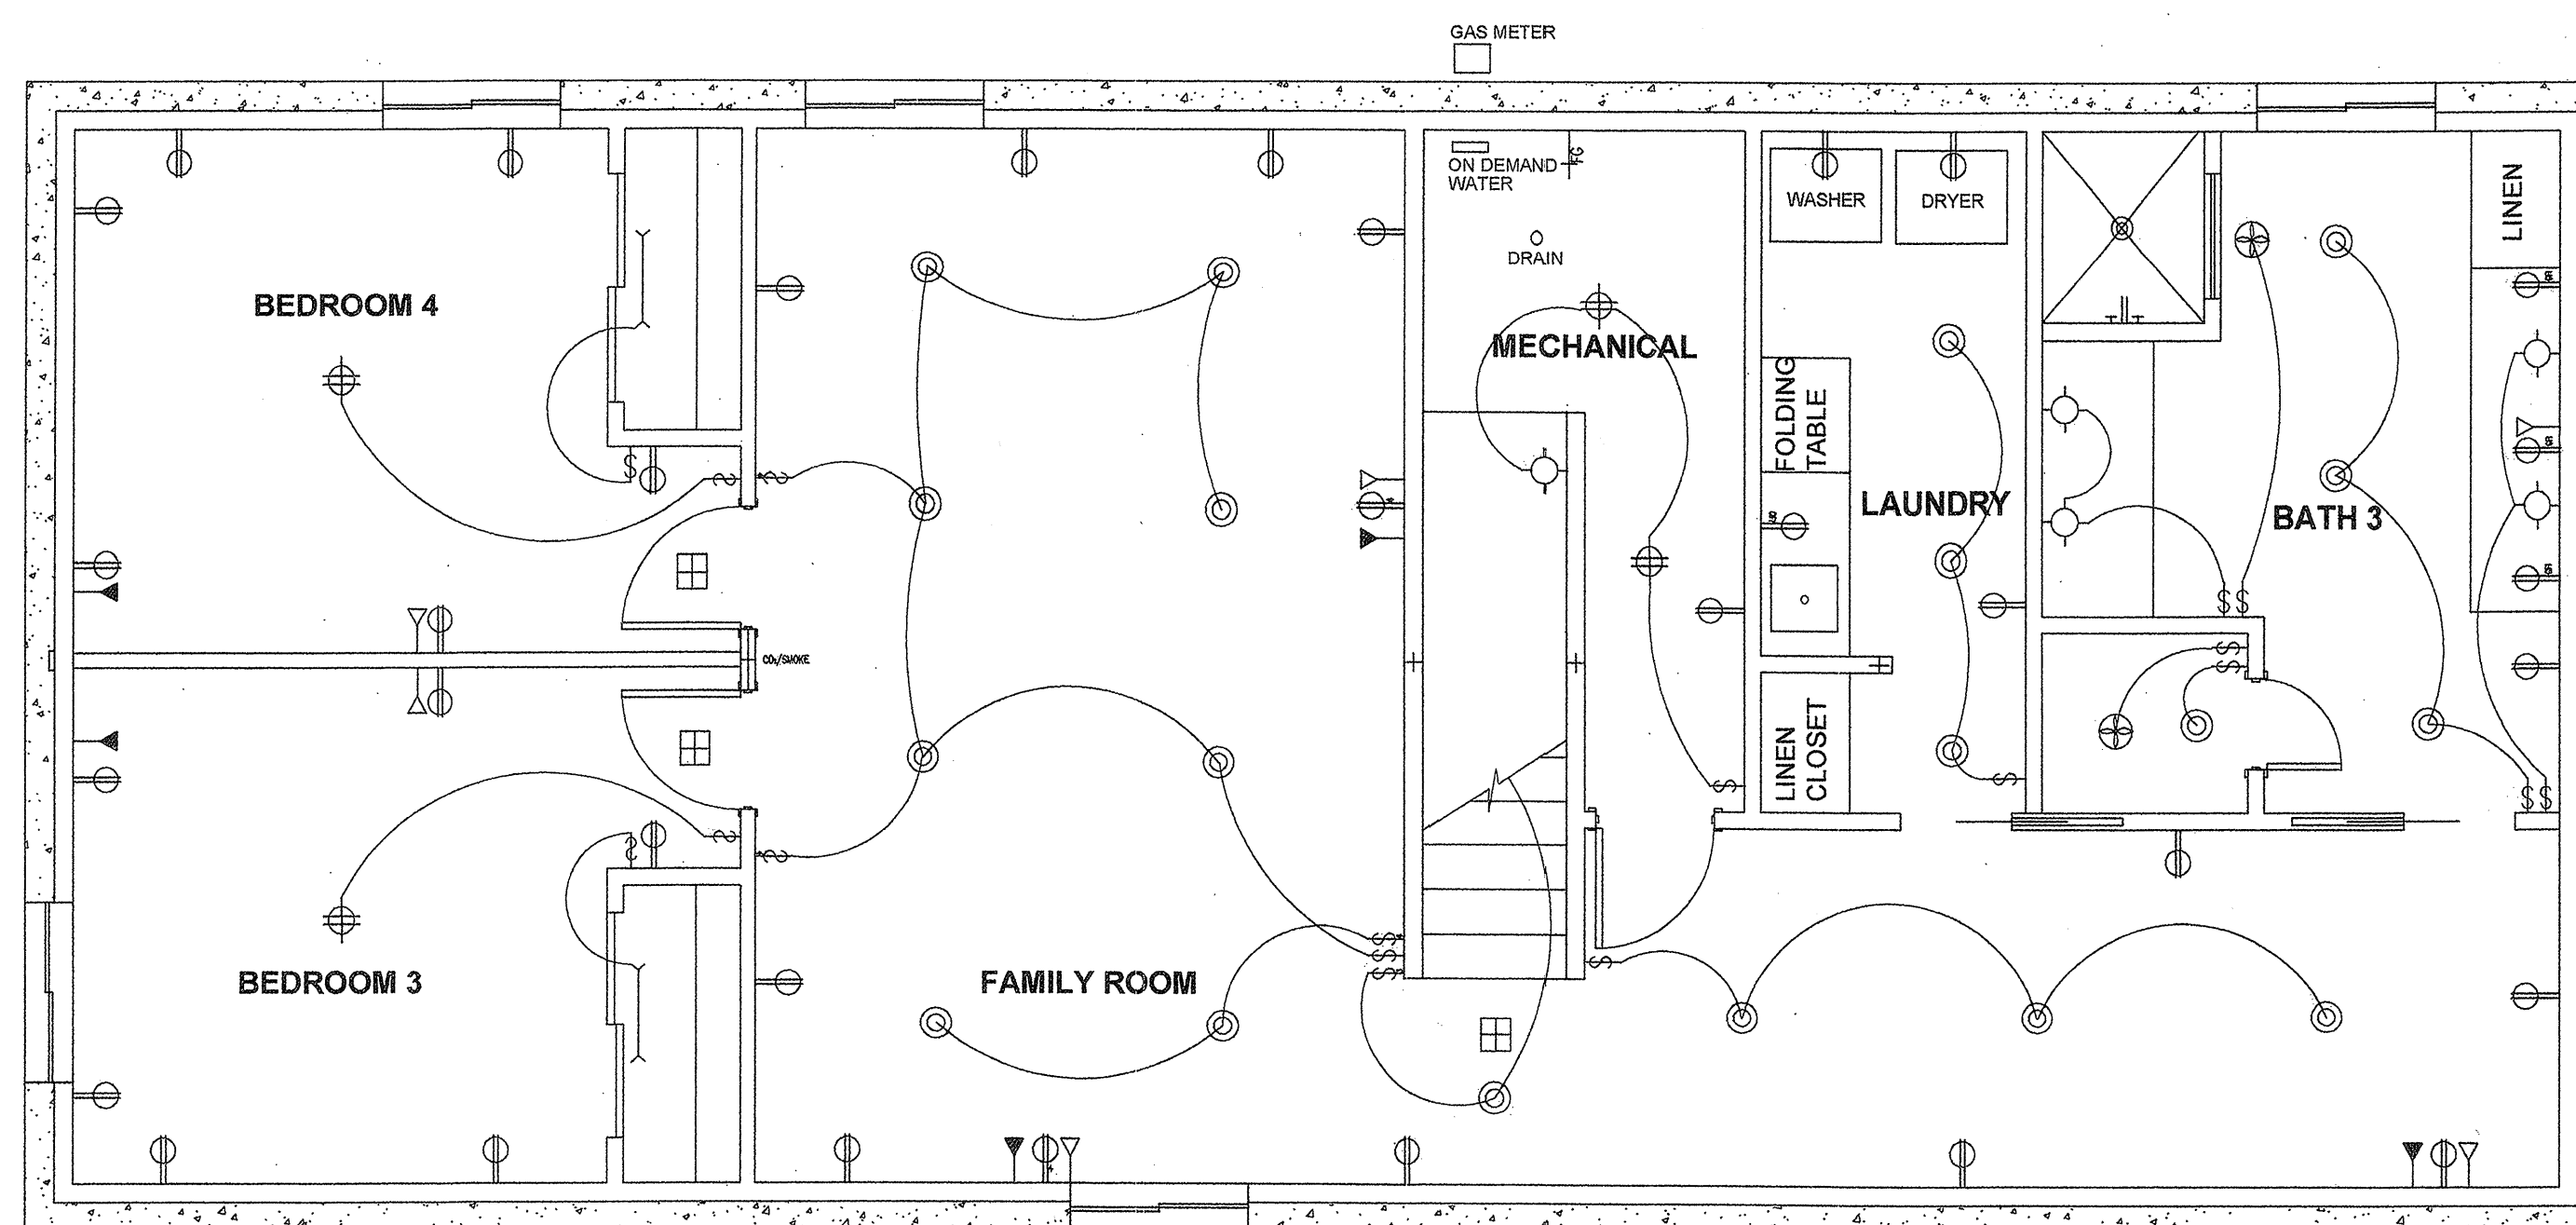 GAS METER
ON DEMAND
WATER
FG
DRAIN
WASHER
DRYER
LINEN
BEDROOM 4
MECHANICAL
FOLDING
TABLE
LAUNDRY
BATH 3
CO₂/SMOKE
LINEN
CLOSET
BEDROOM 3
FAMILY ROOM